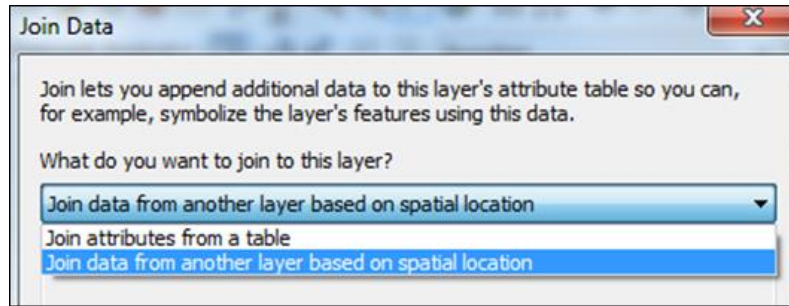 Join Data
Join lets you append additional data to this layer's attribute table so you can,
for example, symbolize the layer's features using this data.
What do you want to join to this layer?
Join data from another layer based on spatial location
Join attributes from a table
Join data from another layer based on spatial location